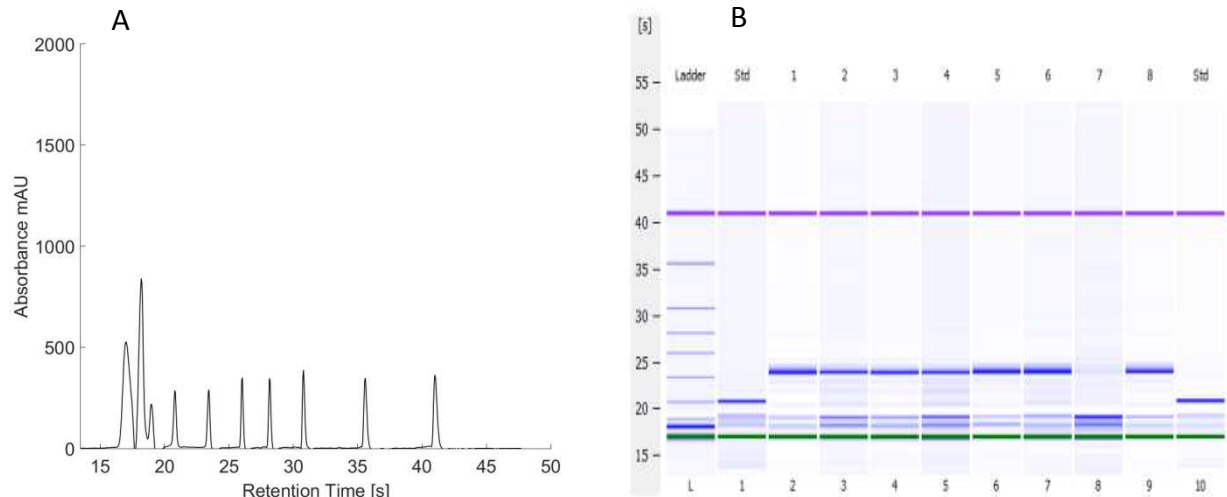 A
Absorbance mAU
2000
1500
1000
500
0
15 20 25 30 35 40 45 50
Retention Time [s]
B
[s]
Ladder Std 1 2 3 4 5 6 7 8 Std
55
50
45
40
35
30
25
20
15
L 1 2 3 4 5 6 7 8 9 10